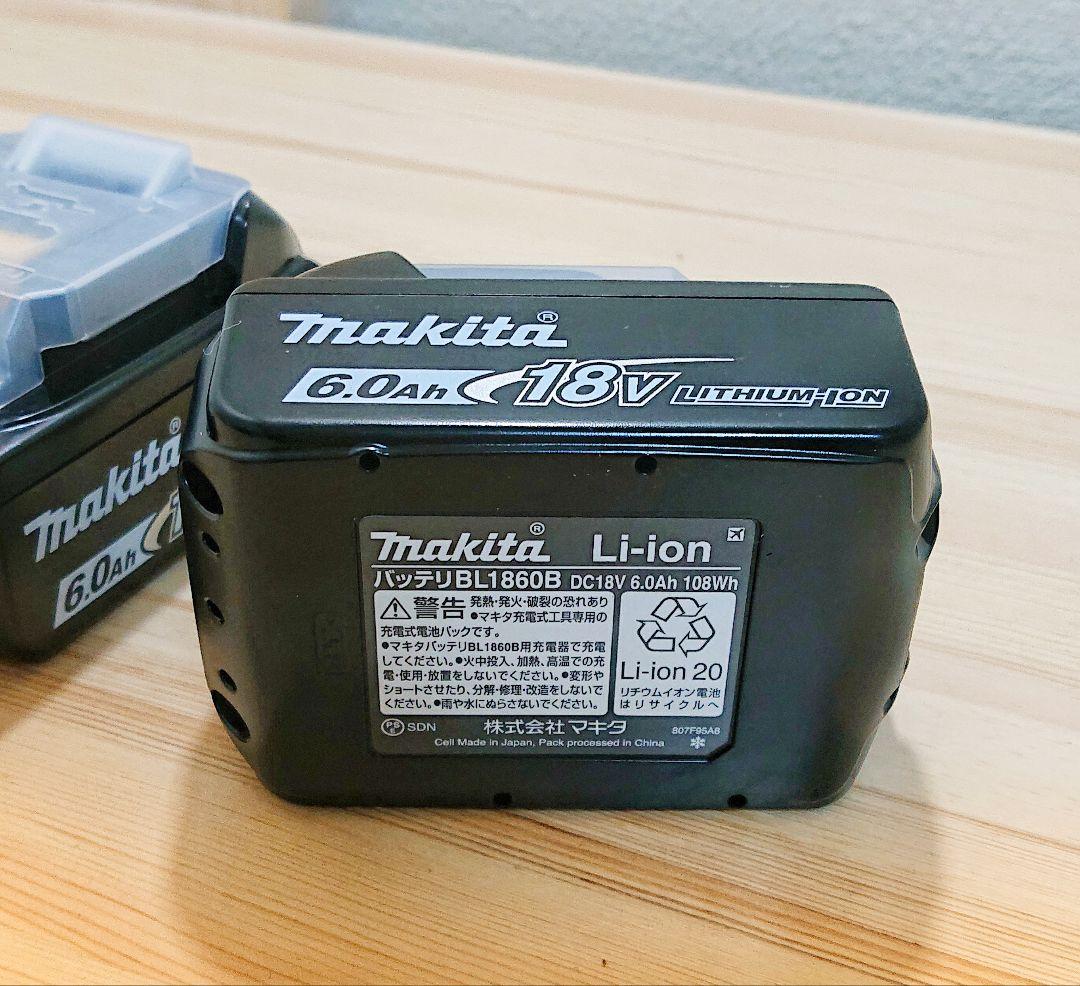 makita®
6.0Ah 18V LITHIUM-ION
makita® Li-ion
バッテリBL1860B DC18V 6.0Ah 108Wh
警告 発熱・発火・破裂の恐れあり
●マキタ充電式工具専用の
充電式電池パックです。
●マキタバッテリBL1860B用充電器で充電
してください。●火中投入、加熱、高温での充
電・使用・放置をしないでください。●変形や
ショートさせたり、分解・修理・改造をしないで
ください。●雨や水にぬらさないでください。
Li-ion 20
リチウムイオン電池
はリサイクルへ
PSE SDN 株式会社マキタ 807F95A8
Cell Made in Japan, Pack processed in China
makita®
6.0Ah